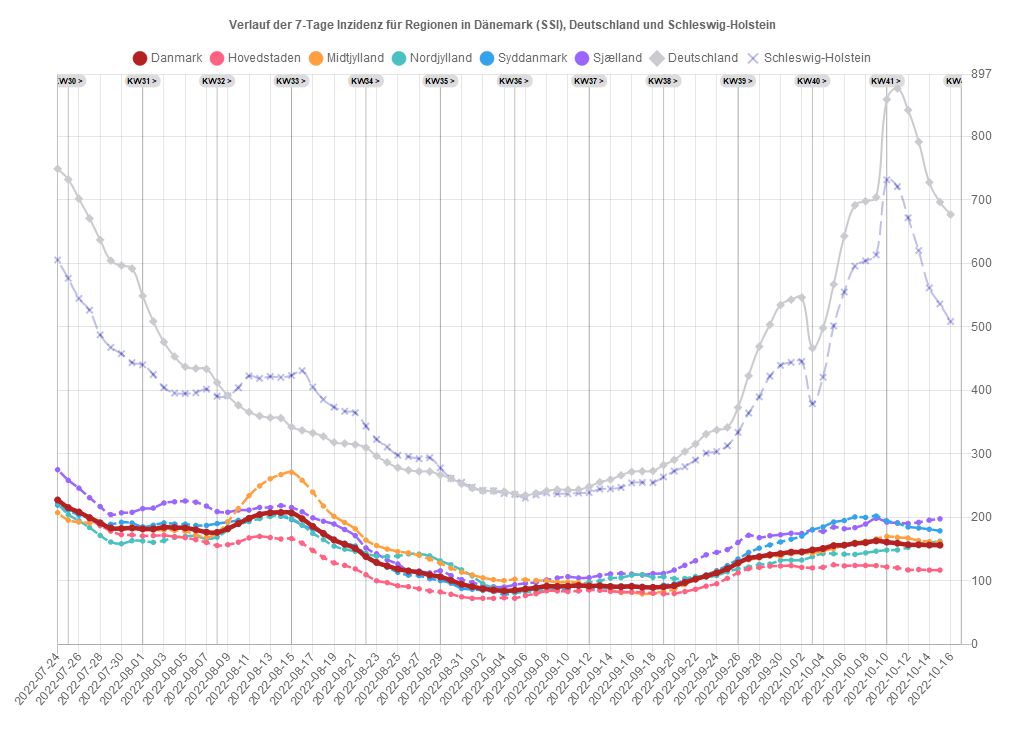 Verlauf der 7-Tage Inzidenz für Regionen in Dänemark (SSI), Deutschland und Schleswig-Holstein
Danmark Hovedstaden Midtjylland Nordjylland Syddanmark Sjælland Deutschland Schleswig-Holstein
KW30 > KW31 > KW32 > KW33 > KW34 > KW35 > KW36 > KW37 > KW38 > KW39 > KW40 > KW41 > KW
897
800
700
600
500
400
300
200
100
0
2022-07-24 2022-07-26 2022-07-28 2022-07-30 2022-08-01 2022-08-03 2022-08-05 2022-08-07 2022-08-09 2022-08-11 2022-08-13 2022-08-15 2022-08-17 2022-08-19 2022-08-21 2022-08-23 2022-08-25 2022-08-27 2022-08-29 2022-08-31 2022-09-02 2022-09-04 2022-09-06 2022-09-08 2022-09-10 2022-09-12 2022-09-14 2022-09-16 2022-09-18 2022-09-20 2022-09-22 2022-09-24 2022-09-26 2022-09-28 2022-09-30 2022-10-02 2022-10-04 2022-10-06 2022-10-08 2022-10-10 2022-10-12 2022-10-14 2022-10-16